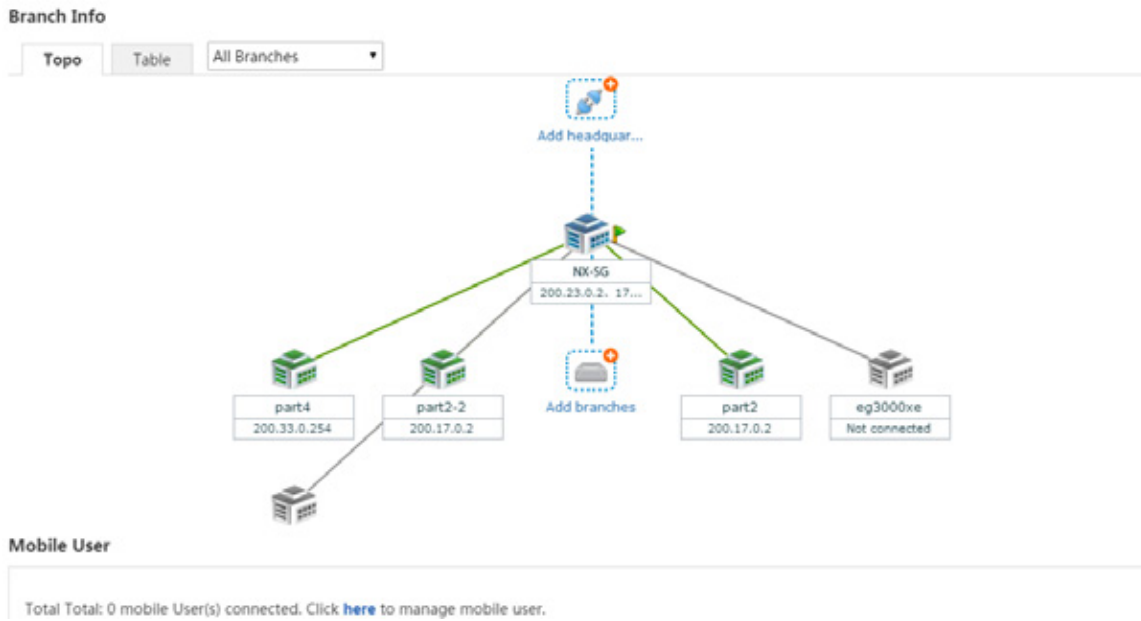 Branch Info
Topo Table All Branches
Add headquar...
NX-SG
200.23.0.2. 17...
part4 part2-2 Add branches part2 eg3000xe
200.33.0.254 200.17.0.2 200.17.0.2 Not connected
Mobile User
Total Total: 0 mobile User(s) connected. Click here to manage mobile user.